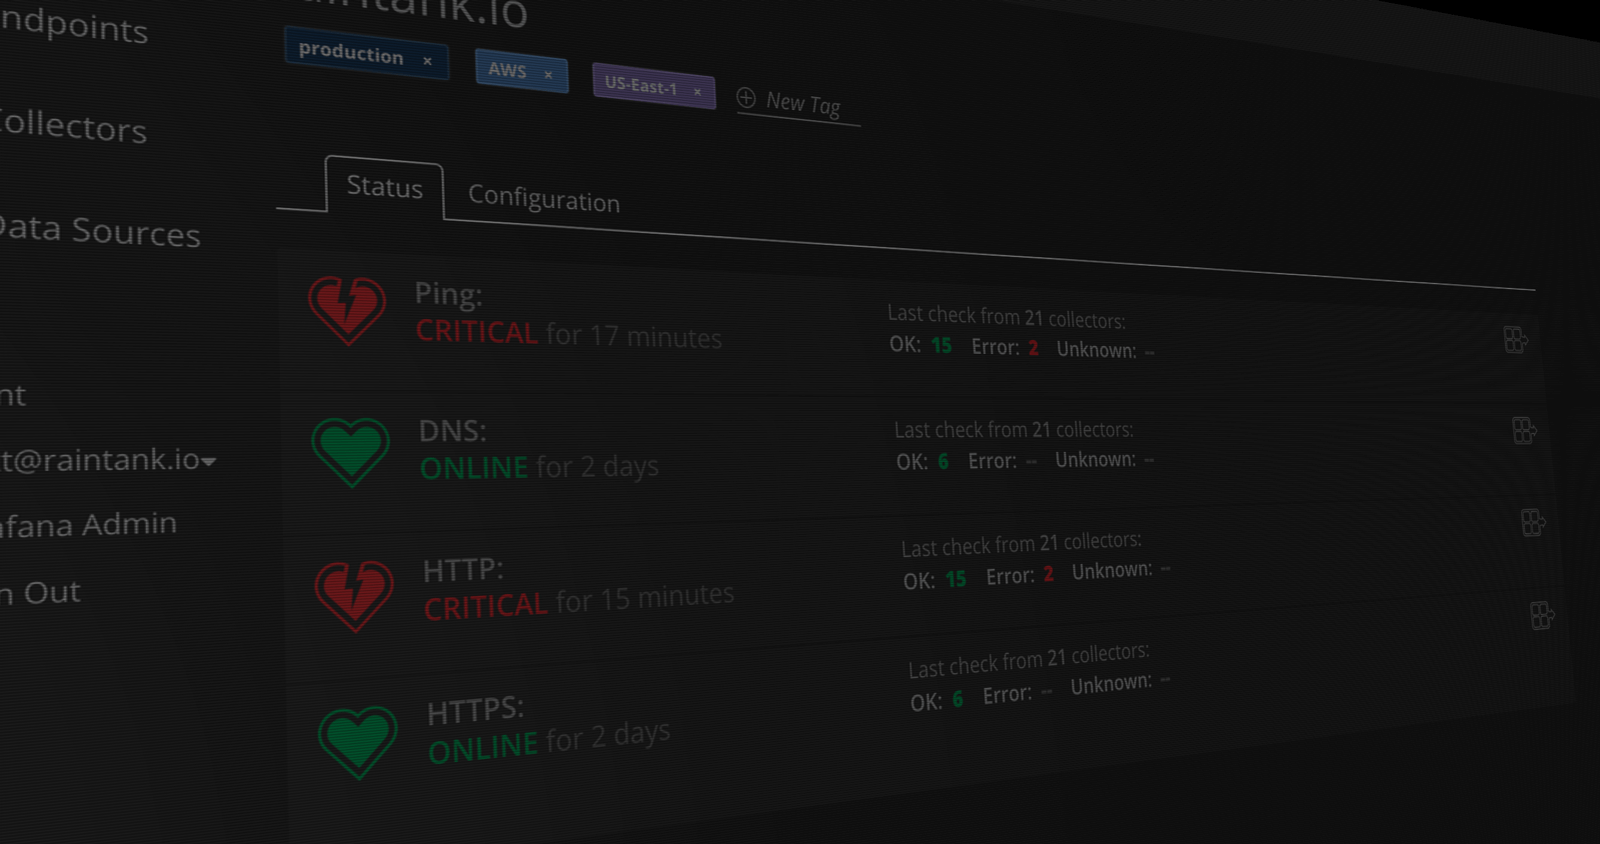 ndpoints
ollectors
Data Sources
nt
t@raintank.io
afana Admin
n Out
raintank.io
production ×
AWS ×
US-East-1 ×
New Tag
Status
Configuration
Ping:
CRITICAL for 17 minutes
Last check from 21 collectors:
OK: 15 Error: 2 Unknown: --
DNS:
ONLINE for 2 days
Last check from 21 collectors:
OK: 6 Error: -- Unknown: --
HTTP:
CRITICAL for 15 minutes
Last check from 21 collectors:
OK: 15 Error: 2 Unknown: --
HTTPS:
ONLINE for 2 days
Last check from 21 collectors:
OK: 6 Error: -- Unknown: --